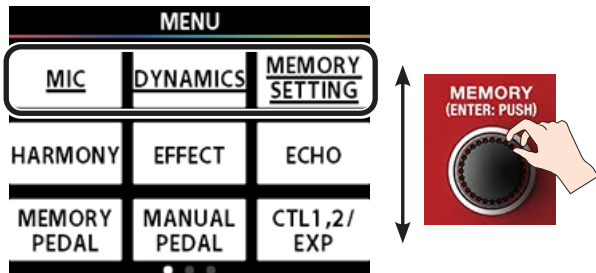 MENU
MIC
DYNAMICS
MEMORY
SETTING
HARMONY
EFFECT
ECHO
MEMORY
PEDAL
MANUAL
PEDAL
CTL1,2/
EXP
MEMORY
(ENTER: PUSH)